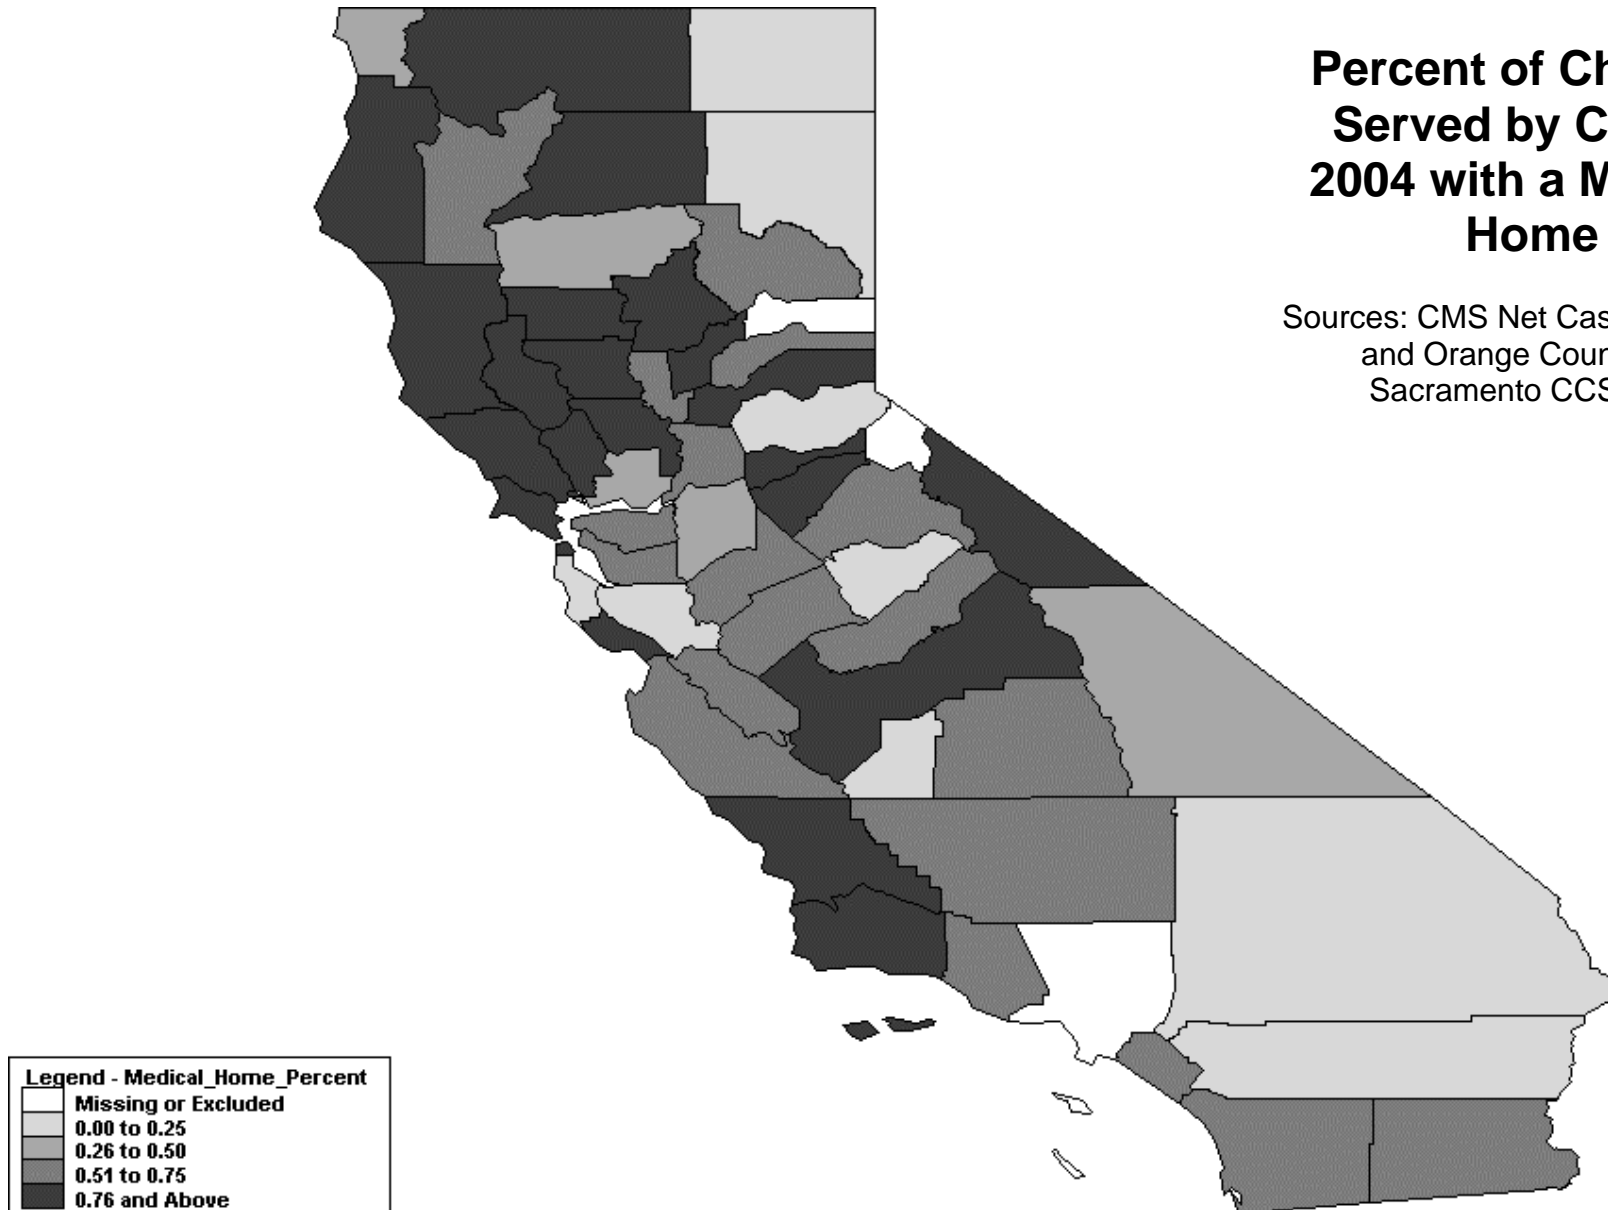 Percent of Ch
Served by C
2004 with a M
Home
Sources: CMS Net Cas
and Orange Cour
Sacramento CCS
Legend - Medical_Home_Percent
Missing or Excluded
0.00 to 0.25
0.26 to 0.50
0.51 to 0.75
0.76 and Above